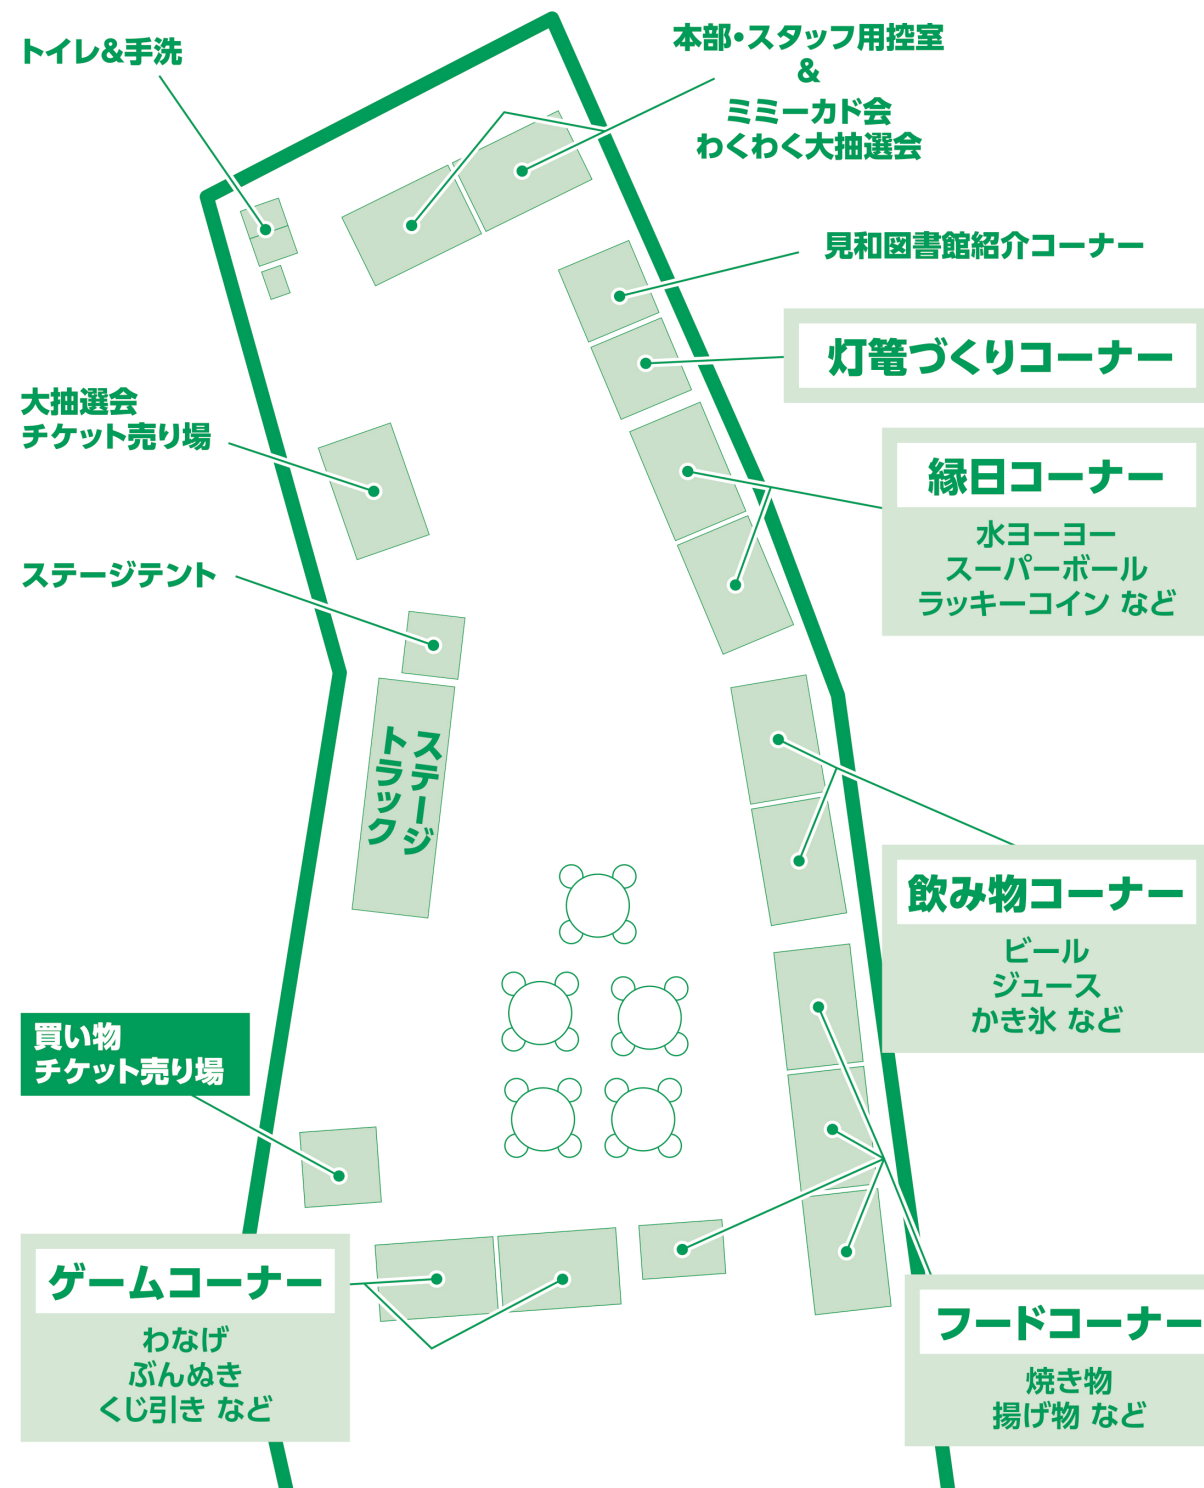 トイレ&手洗
本部・スタッフ用控室
&
ミミーカド会
わくわく大抽選会
見和図書館紹介コーナー
灯篭づくりコーナー
大抽選会
チケット売り場
縁日コーナー
水ヨーヨー
スーパーボール
ラッキーコイン など
ステージテント
ステージ
トラック
飲み物コーナー
ビール
ジュース
かき氷 など
買い物
チケット売り場
ゲームコーナー
わなげ
ぶんぬき
くじ引き など
フードコーナー
焼き物
揚げ物 など